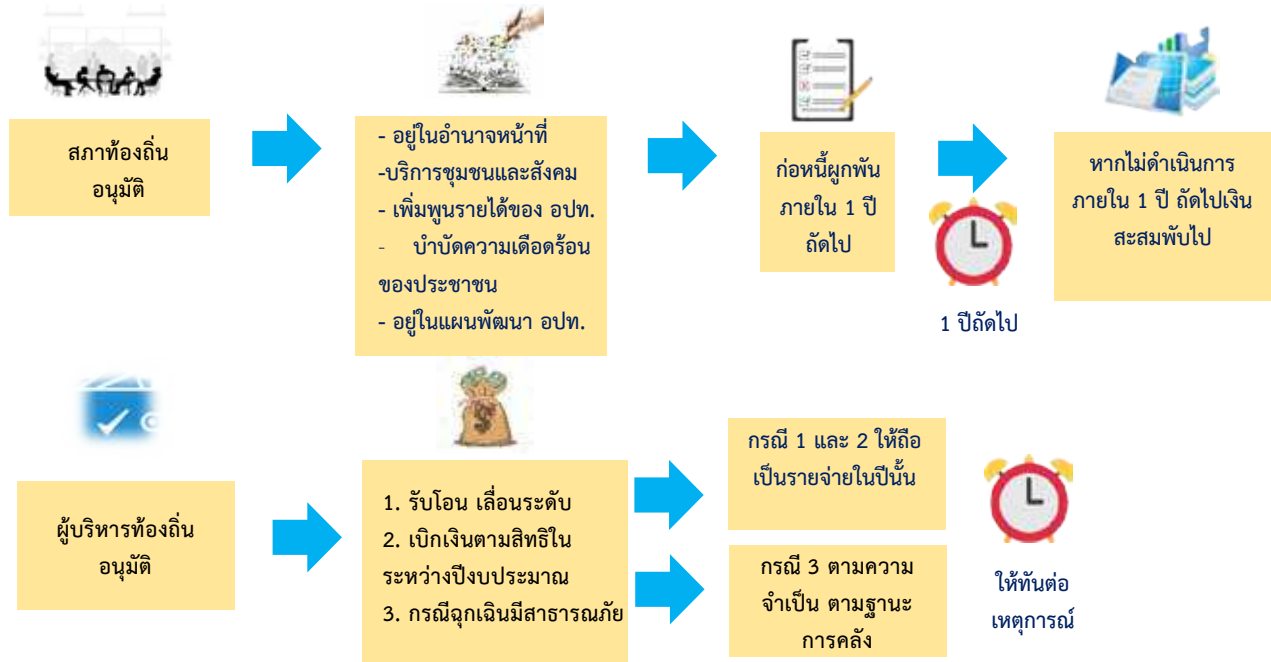 สภาท้องถิ่น
อนุมัติ
- อยู่ในอำนาจหน้าที่
-บริการชุมชนและสังคม
- เพิ่มพูนรายได้ของ อปท.
- บำบัดความเดือดร้อน
ของประชาชน
- อยู่ในแผนพัฒนา อปท.
ก่อหนี้ผูกพัน
ภายใน 1 ปี
ถัดไป
1 ปีถัดไป
หากไม่ดำเนินการ
ภายใน 1 ปี ถัดไปเงิน
สะสมพับไป
ผู้บริหารท้องถิ่น
อนุมัติ
1. รับโอน เลื่อนระดับ
2. เบิกเงินตามสิทธิใน
ระหว่างปีงบประมาณ
3. กรณีฉุกเฉินมีสาธารณภัย
กรณี 1 และ 2 ให้ถือ
เป็นรายจ่ายในปีนั้น
กรณี 3 ตามความ
จำเป็น ตามฐานะ
การคลัง
ให้ทันต่อ
เหตุการณ์